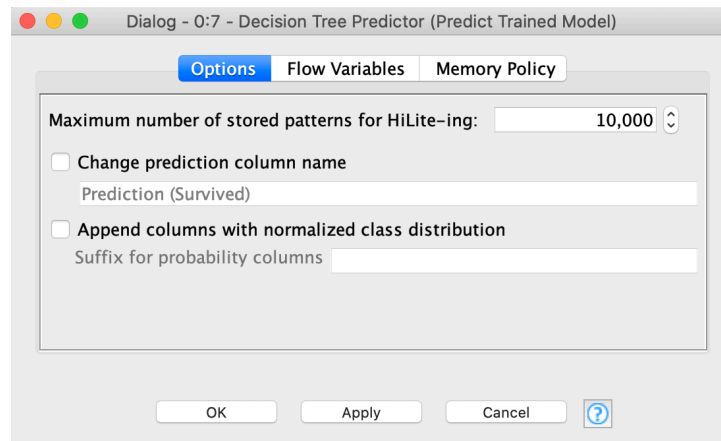 Dialog - 0:7 - Decision Tree Predictor (Predict Trained Model)
Options Flow Variables Memory Policy
Maximum number of stored patterns for HiLite-ing: 10,000
Change prediction column name
Prediction (Survived)
Append columns with normalized class distribution
Suffix for probability columns
OK Apply Cancel ?